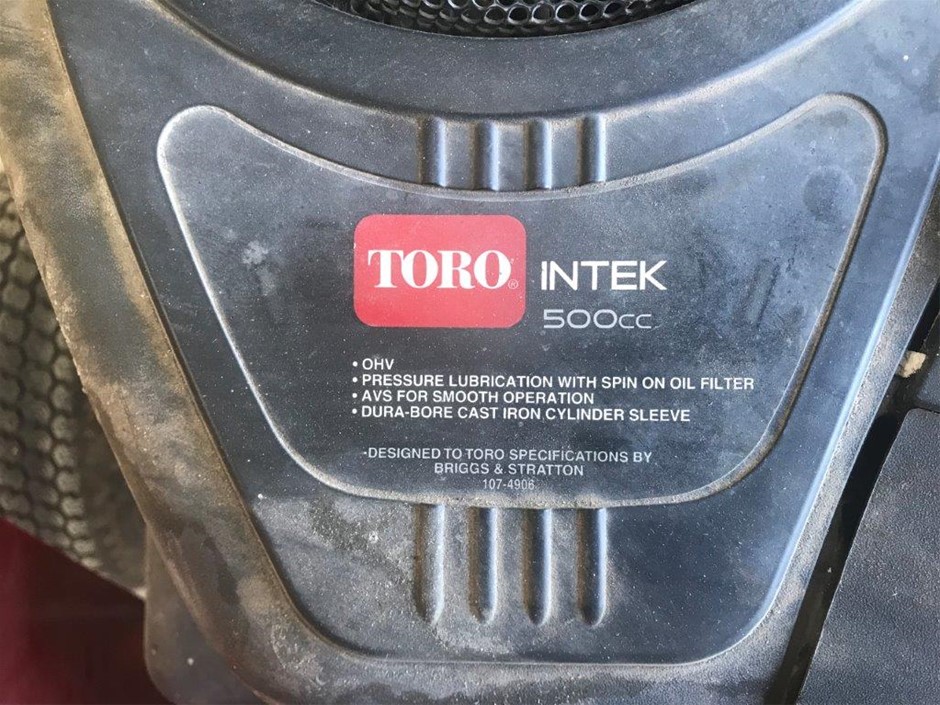 TORO® INTEK
500cc
• OHV
• PRESSURE LUBRICATION WITH SPIN ON OIL FILTER
• AVS FOR SMOOTH OPERATION
• DURA-BORE CAST IRON CYLINDER SLEEVE
DESIGNED TO TORO SPECIFICATIONS BY
BRIGGS & STRATTON
107-4906